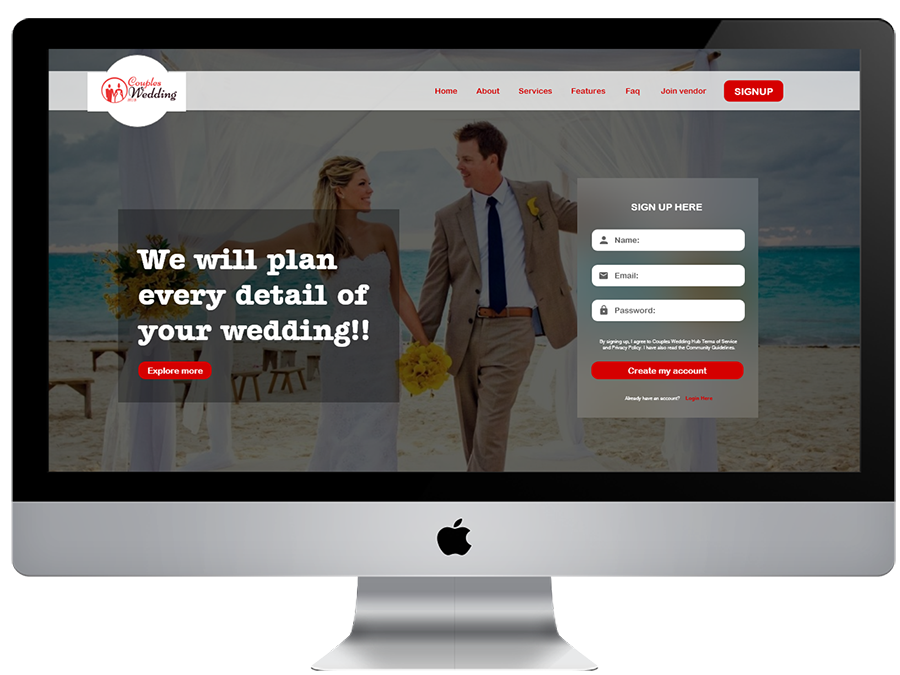 Couples
Wedding
HUB
Home About Services Features Faq Join vendor SIGNUP
We will plan
every detail of
your wedding!!
Explore more
SIGN UP HERE
Name:
Email:
Password:
By signing up, I agree to Couples Wedding Hub Terms of Service
and Privacy Policy. I have also read the Community Guidelines.
Create my account
Already have an account? Login Here